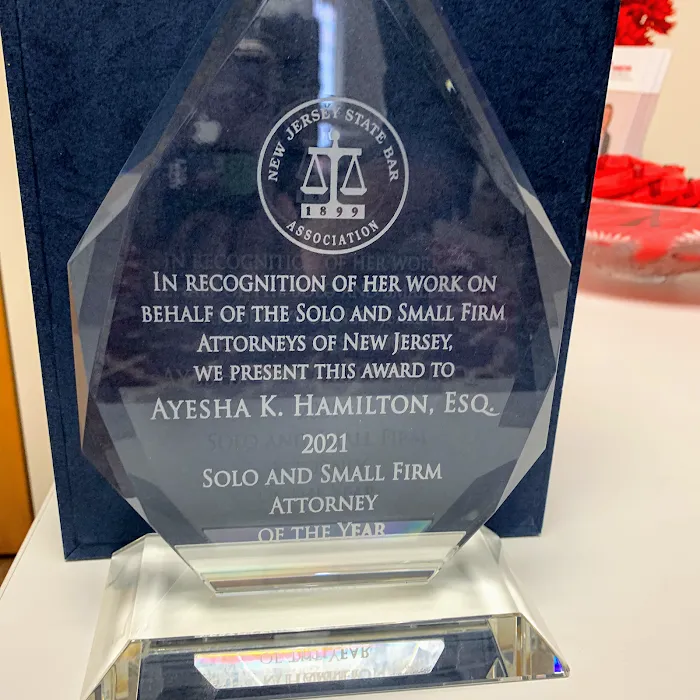 NEW JERSEY STATE BAR
1899
ASSOCIATION
IN RECOGNITION OF HER WORK ON
BEHALF OF THE SOLO AND SMALL FIRM
ATTORNEYS OF NEW JERSEY,
WE PRESENT THIS AWARD TO
AYESHA K. HAMILTON, ESQ.
2021
SOLO AND SMALL FIRM
ATTORNEY
OF THE YEAR